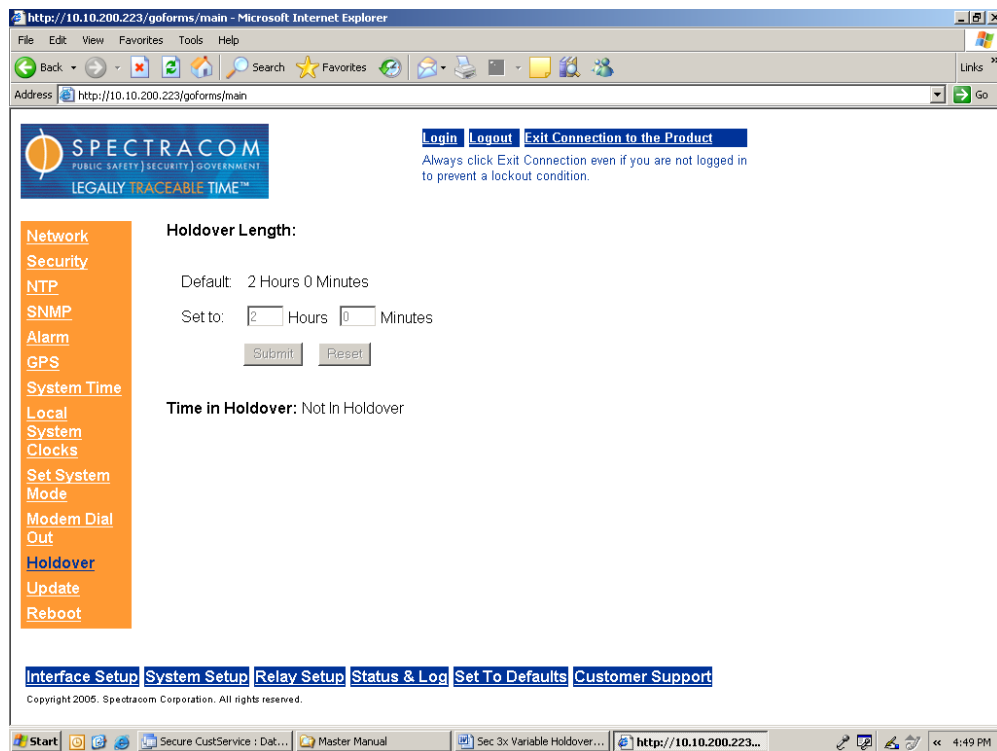 http://10.10.200.223/goforms/main - Microsoft Internet Explorer
File Edit View Favorites Tools Help
Back Search Favorites Links »
Address http://10.10.200.223/goforms/main Go
SPECTRACOM
PUBLIC SAFETY ) SECURITY ) GOVERNMENT
LEGALLY TRACEABLE TIME™
Login Logout Exit Connection to the Product
Always click Exit Connection even if you are not logged in
to prevent a lockout condition.
Network
Security
NTP
SNMP
Alarm
GPS
System Time
Local
System
Clocks
Set System
Mode
Modem Dial
Out
Holdover
Update
Reboot
Holdover Length:
Default: 2 Hours 0 Minutes
Set to: 2 Hours 0 Minutes
Submit Reset
Time in Holdover: Not In Holdover
Interface Setup System Setup Relay Setup Status & Log Set To Defaults Customer Support
Copyright 2005. Spectracom Corporation. All rights reserved.
Start Secure CustService : Dat... Master Manual Sec 3x Variable Holdover... http://10.10.200.223... « 4:49 PM